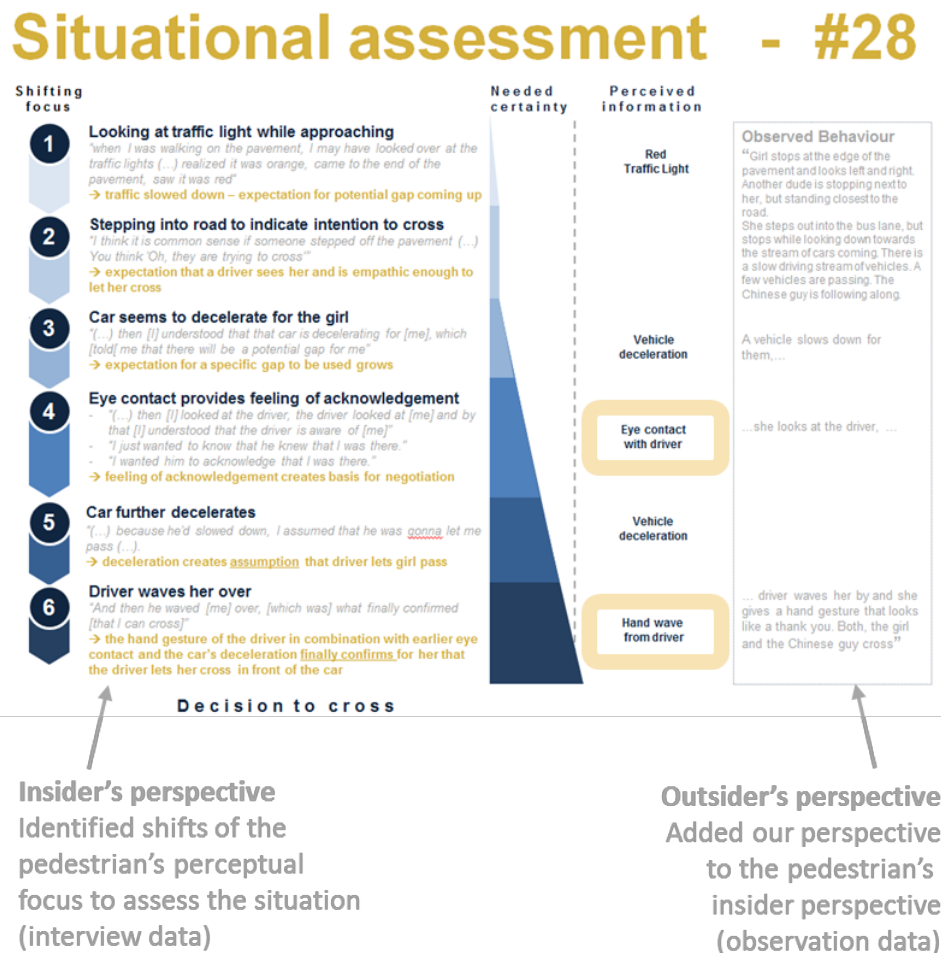 Situational assessment - #28
Shifting
focus
Needed
certainty
Perceived
information
1
Looking at traffic light while approaching
"when I was walking on the pavement, I may have looked over at the
traffic lights (...) realized it was orange, came to the end of the
pavement, saw it was red"
→ traffic slowed down – expectation for potential gap coming up
2
Stepping into road to indicate intention to cross
"I think it is common sense if someone stepped off the pavement (...)
You think 'Oh, they are trying to cross'"
→ expectation that a driver sees her and is empathic enough to
let her cross
3
Car seems to decelerate for the girl
"(...) then [I] understood that that car is decelerating for [me], which
[told[ me that there will be a potential gap for me"
→ expectation for a specific gap to be used grows
4
Eye contact provides feeling of acknowledgement
- "(...) then [I] looked at the driver, the driver looked at [me] and by
that [I] understood that the driver is aware of [me]"
- "I just wanted to know that he knew that I was there."
- "I wanted him to acknowledge that I was there."
→ feeling of acknowledgement creates basis for negotiation
5
Car further decelerates
"(...) because he'd slowed down, I assumed that he was gonna let me
pass (...).
→ deceleration creates assumption that driver lets girl pass
6
Driver waves her over
"And then he waved [me] over, [which was] what finally confirmed
[that I can cross]"
→ the hand gesture of the driver in combination with earlier eye
contact and the car's deceleration finally confirms for her that
the driver lets her cross in front of the car
Decision to cross
Red
Traffic Light
Vehicle
deceleration
Eye contact
with driver
Vehicle
deceleration
Hand wave
from driver
Observed Behaviour
"Girl stops at the edge of the
pavement and looks left and right.
Another dude is stopping next to
her, but standing closest to the
road.
She steps out into the bus lane, but
stops while looking down towards
the stream of cars coming. There is
a slow driving stream of vehicles. A
few vehicles are passing. The
Chinese guy is following along.
A vehicle slows down for
them,...
...she looks at the driver, ...
... driver waves her by and she
gives a hand gesture that looks
like a thank you. Both, the girl
and the Chinese guy cross"
Insider's perspective
Identified shifts of the
pedestrian's perceptual
focus to assess the situation
(interview data)
Outsider's perspective
Added our perspective
to the pedestrian's
insider perspective
(observation data)